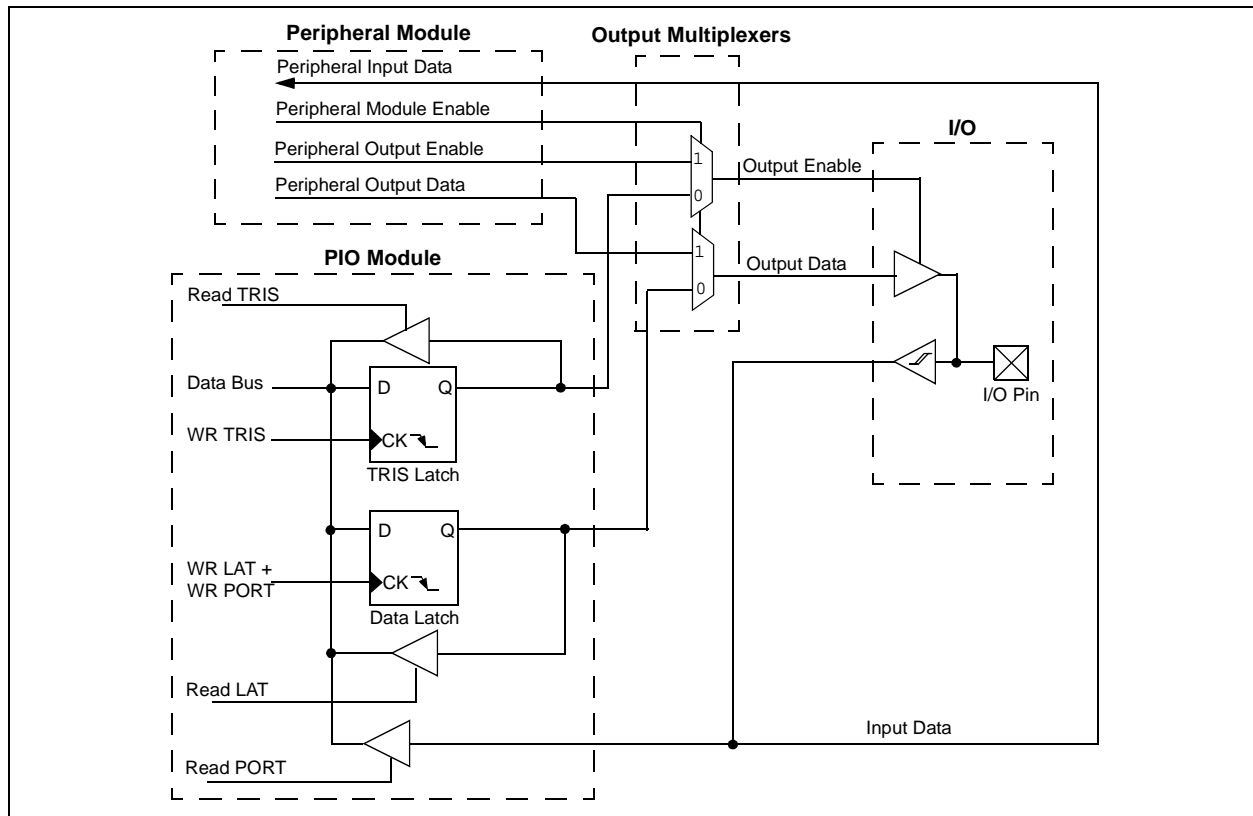 Peripheral Module
Output Multiplexers
Peripheral Input Data
Peripheral Module Enable
I/O
Peripheral Output Enable
1
Output Enable
Peripheral Output Data
0
PIO Module
1
Output Data
0
Read TRIS
Data Bus
D
Q
I/O Pin
WR TRIS
CK
TRIS Latch
D
Q
WR LAT +
WR PORT
CK
Data Latch
Read LAT
Input Data
Read PORT